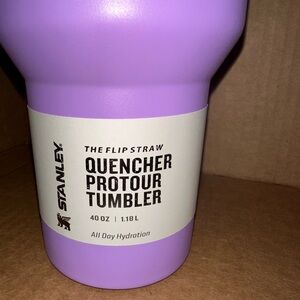 STANLEY
THE FLIP STRAW
QUENCHER
PROTOUR
TUMBLER
40 OZ | 1.18 L
All Day Hydration